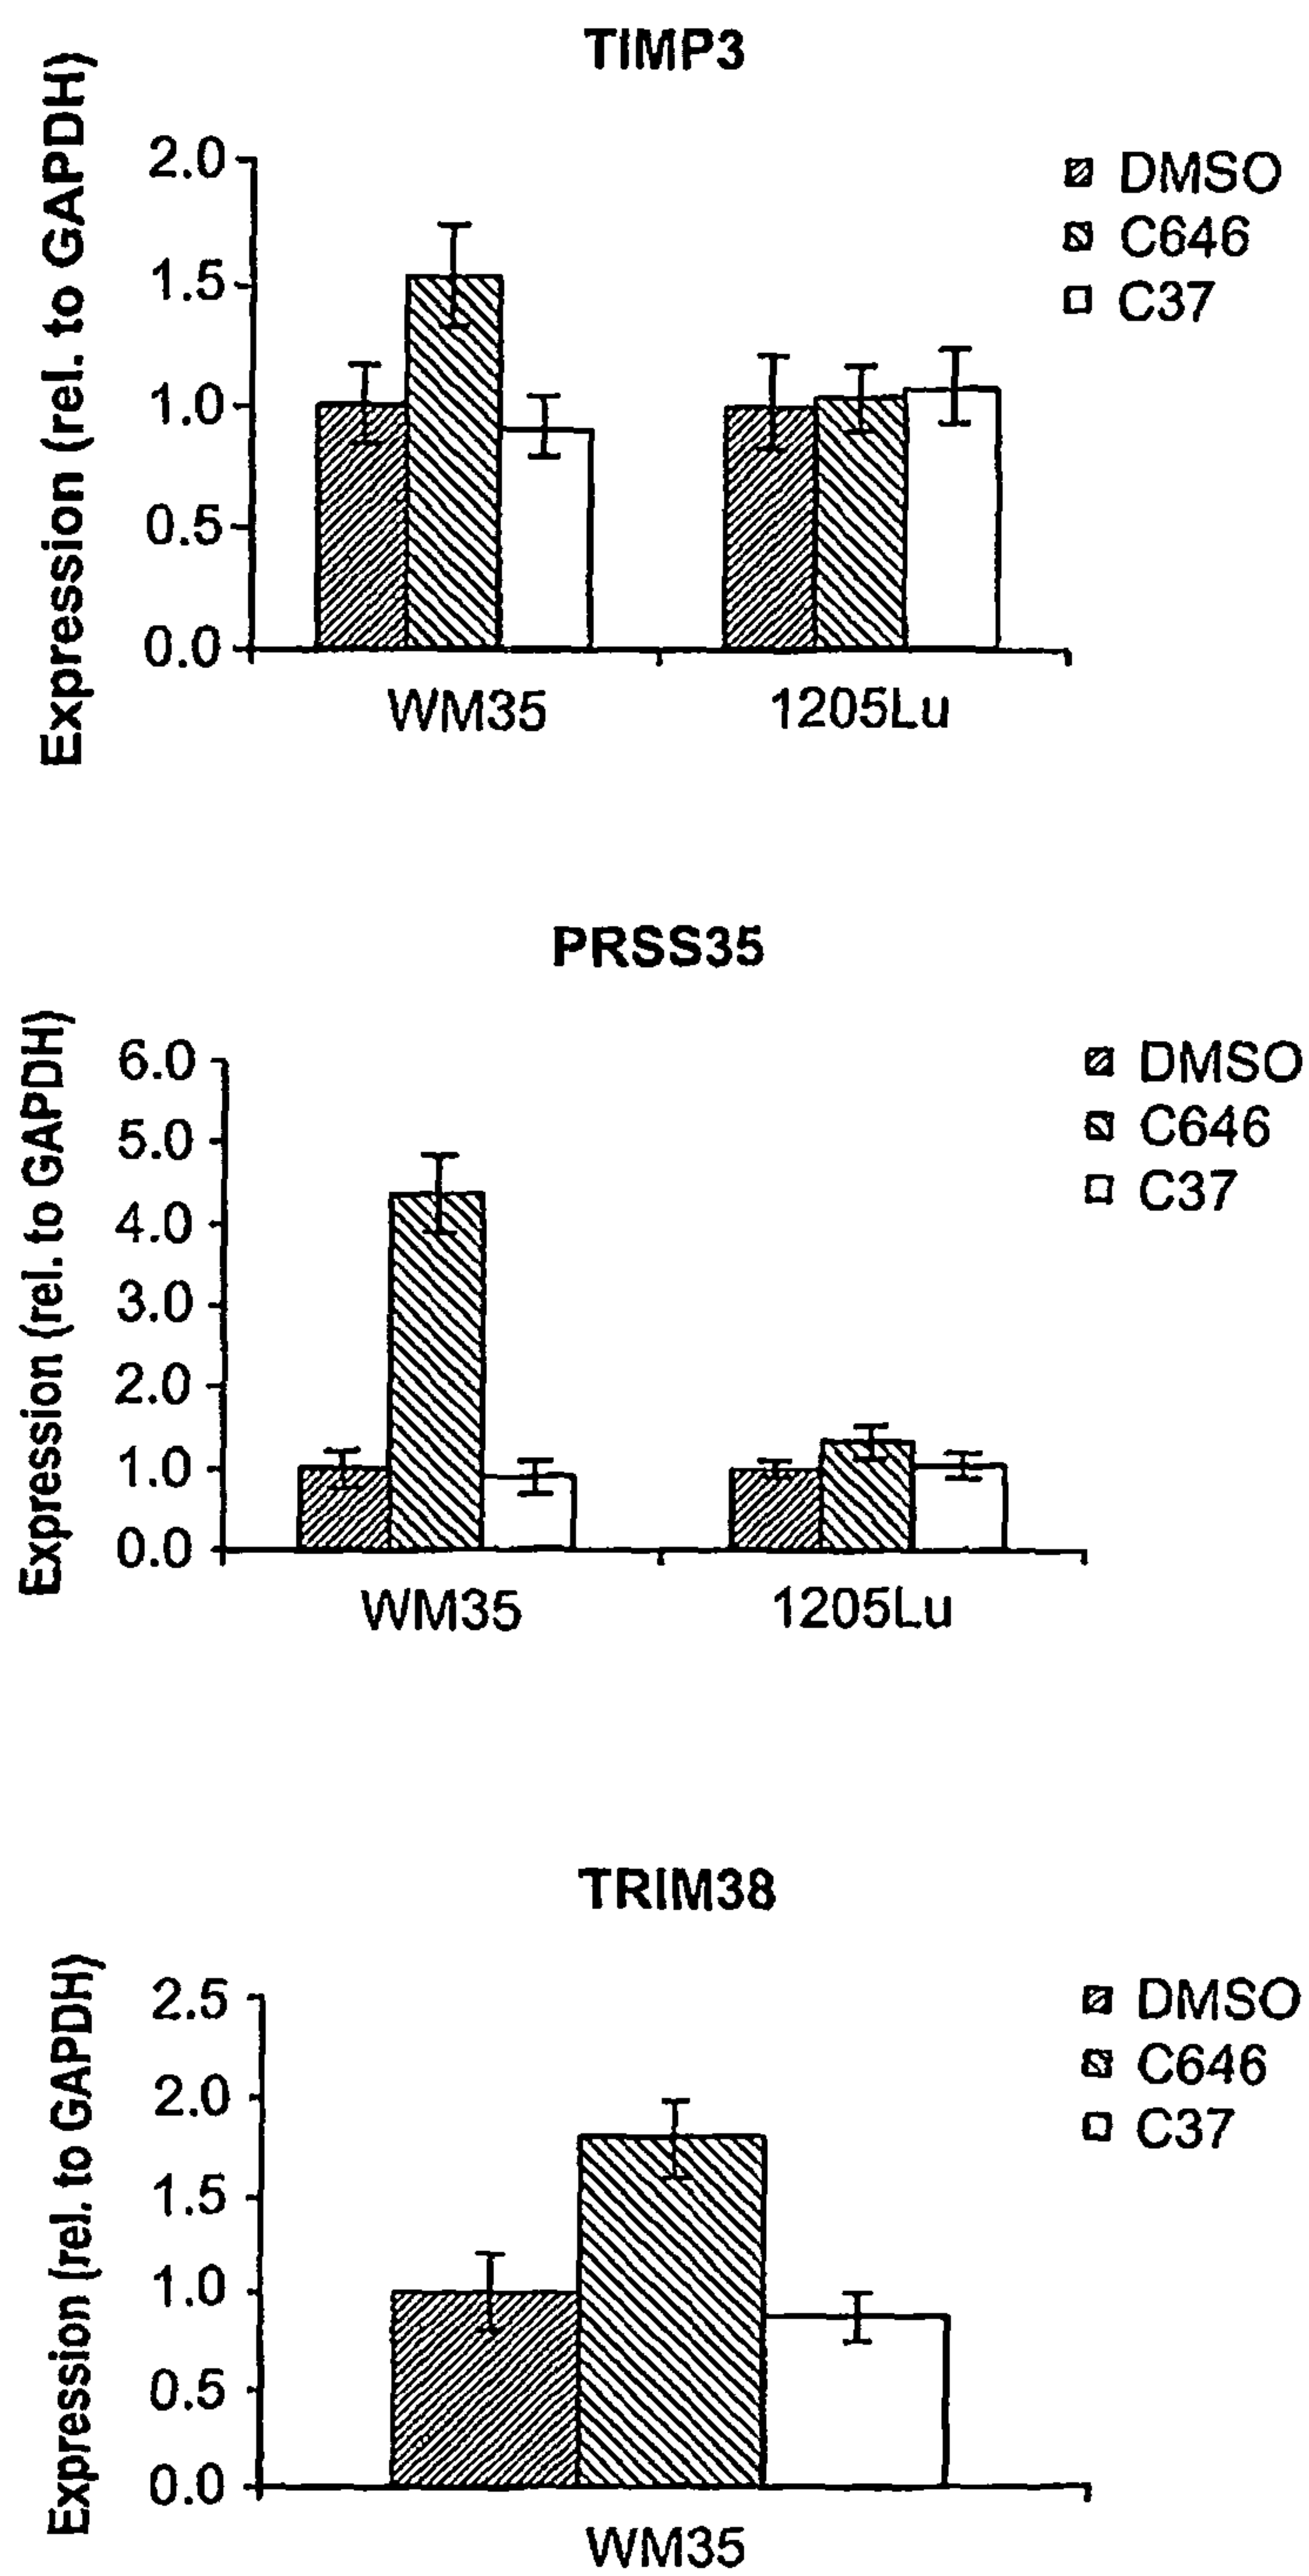 TIMP3
Expression (rel. to GAPDH)
2.0
1.5
1.0
0.5
0.0
WM35
1205Lu
DMSO
C646
C37
PRSS35
Expression (rel. to GAPDH)
6.0
5.0
4.0
3.0
2.0
1.0
0.0
WM35
1205Lu
DMSO
C646
C37
TRIM38
Expression (rel. to GAPDH)
2.5
2.0
1.5
1.0
0.5
0.0
WM35
DMSO
C646
C37